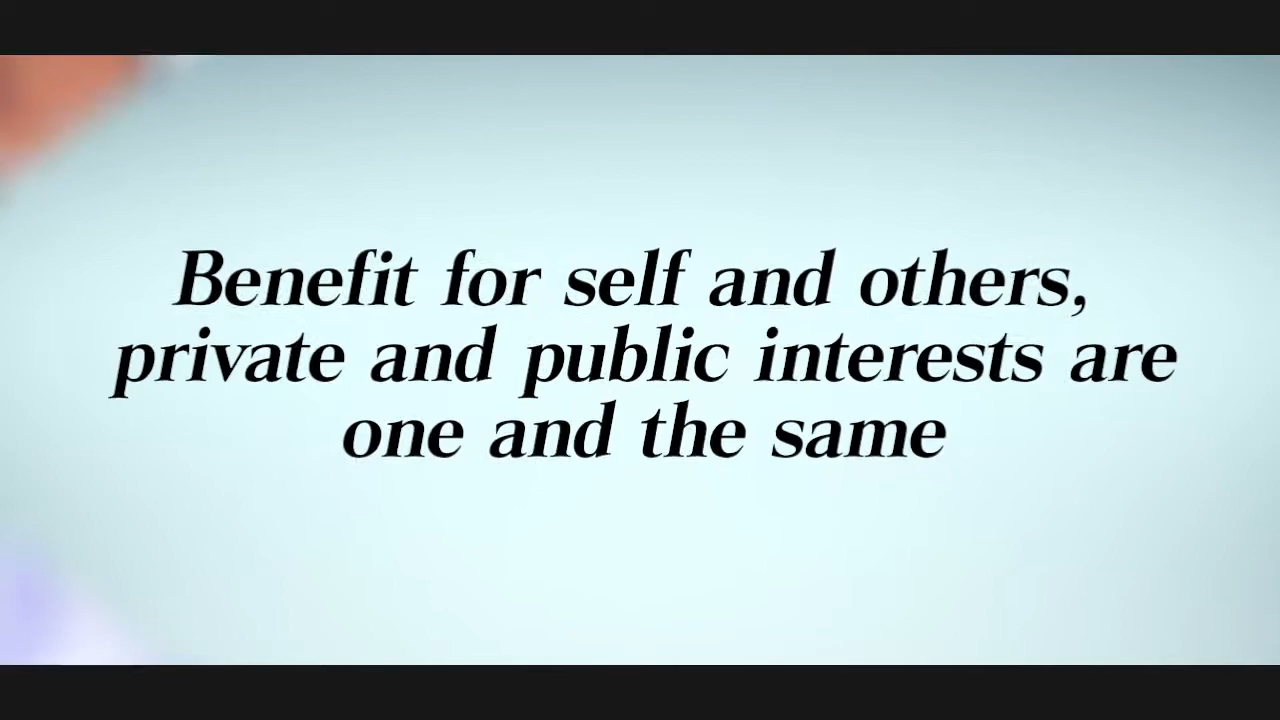 Benefit for self and others,
private and public interests are
one and the same